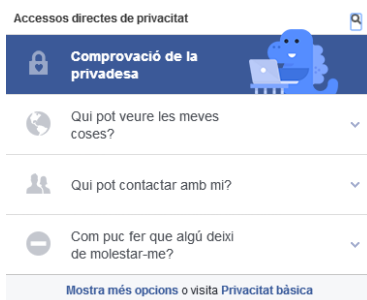 Accessos directes de privacitat
Comprovació de la
privadesa
Qui pot veure les meves
coses?
Qui pot contactar amb mi?
Com puc fer que algú deixi
de molestar-me?
Mostra més opcions o visita Privacitat bàsica